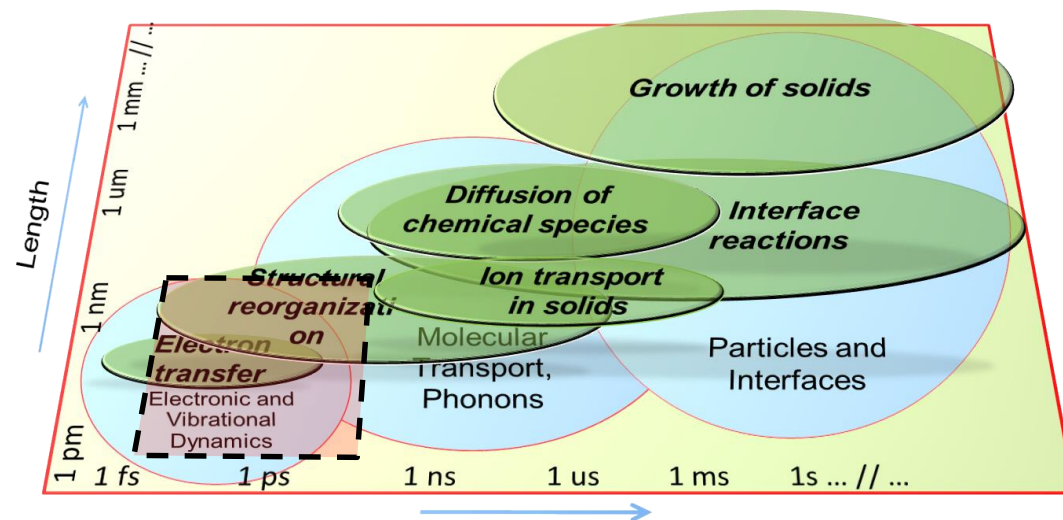 1 mm ... // ...
Growth of solids
1 um
Diffusion of
chemical species
Interface
reactions
Length
1 nm
Structural
reorganizati
on
Ion transport
in solids
Electron
transfer
Molecular
Transport,
Phonons
Particles and
Interfaces
Electronic and
Vibrational
Dynamics
1 pm
1 fs 1 ps 1 ns 1 us 1 ms 1s ... // ...